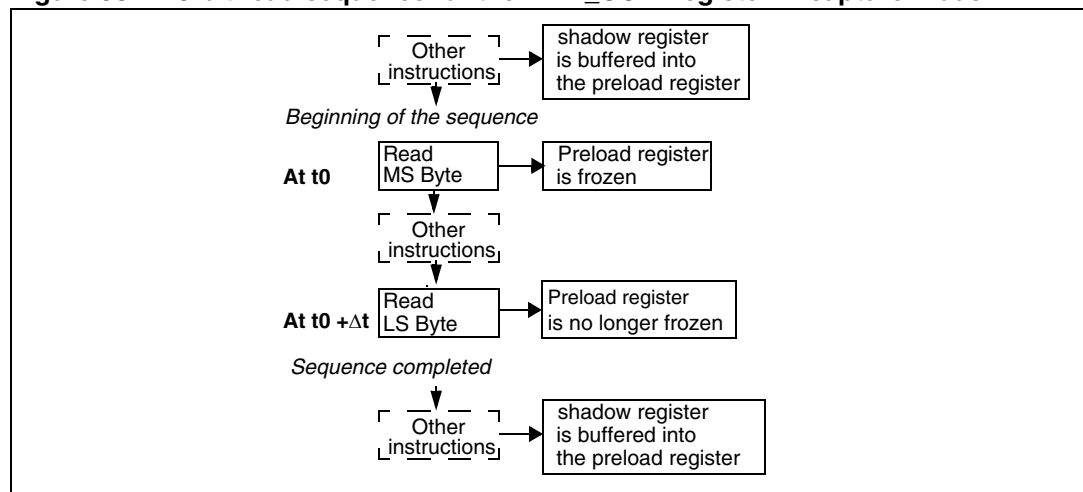 Other
instructions
shadow register
is buffered into
the preload register
Beginning of the sequence
At t0
Read
MS Byte
Preload register
is frozen
Other
instructions
At t0 +Δt
Read
LS Byte
Preload register
is no longer frozen
Sequence completed
Other
instructions
shadow register
is buffered into
the preload register